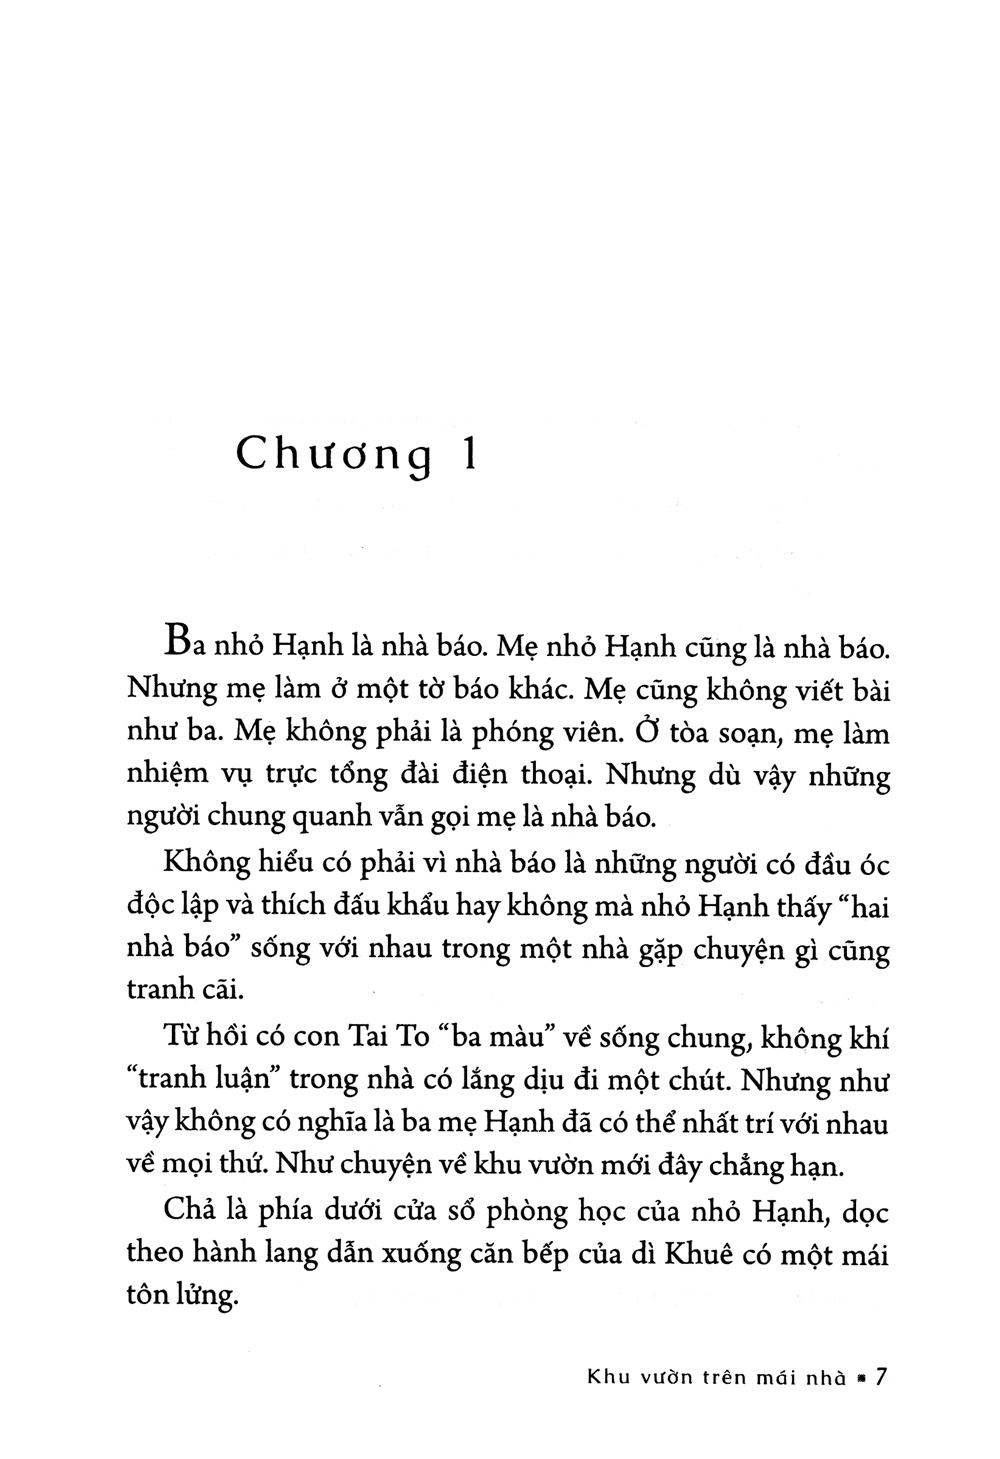 Chương 1
Ba nhỏ Hạnh là nhà báo. Mẹ nhỏ Hạnh cũng là nhà báo.
Nhưng mẹ làm ở một tờ báo khác. Mẹ cũng không viết bài
như ba. Mẹ không phải là phóng viên. Ở tòa soạn, mẹ làm
nhiệm vụ trực tổng đài điện thoại. Nhưng dù vậy những
người chung quanh vẫn gọi mẹ là nhà báo.
Không hiểu có phải vì nhà báo là những người có đầu óc
độc lập và thích đấu khẩu hay không mà nhỏ Hạnh thấy “hai
nhà báo” sống với nhau trong một nhà gặp chuyện gì cũng
tranh cãi.
Từ hồi có con Tai To “ba màu” về sống chung, không khí
“tranh luận” trong nhà có lắng dịu đi một chút. Nhưng như
vậy không có nghĩa là ba mẹ Hạnh đã có thể nhất trí với nhau
về mọi thứ. Như chuyện về khu vườn mới đây chẳng hạn.
Chả là phía dưới cửa sổ phòng học của nhỏ Hạnh, dọc
theo hành lang dẫn xuống căn bếp của dì Khuê có một mái
tôn lửng.
Khu vườn trên mái nhà ▪ 7